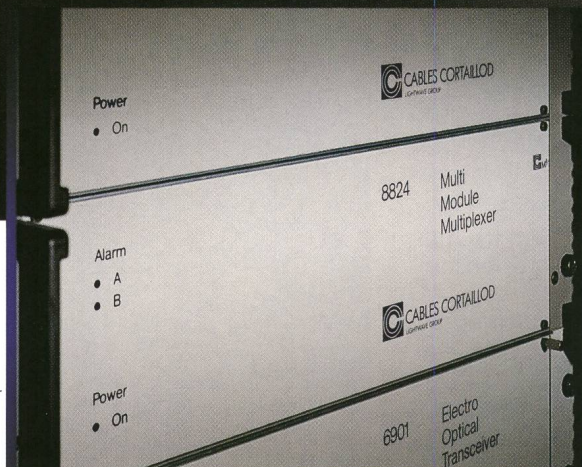 CABLES CORTAILLOD
LIGHTWAVE GROUP
Power
On
8824 Multi
Module
Multiplexer
Alarm
A
B
CABLES CORTAILLOD
LIGHTWAVE GROUP
Power
On
6901 Electro
Optical
Transceiver